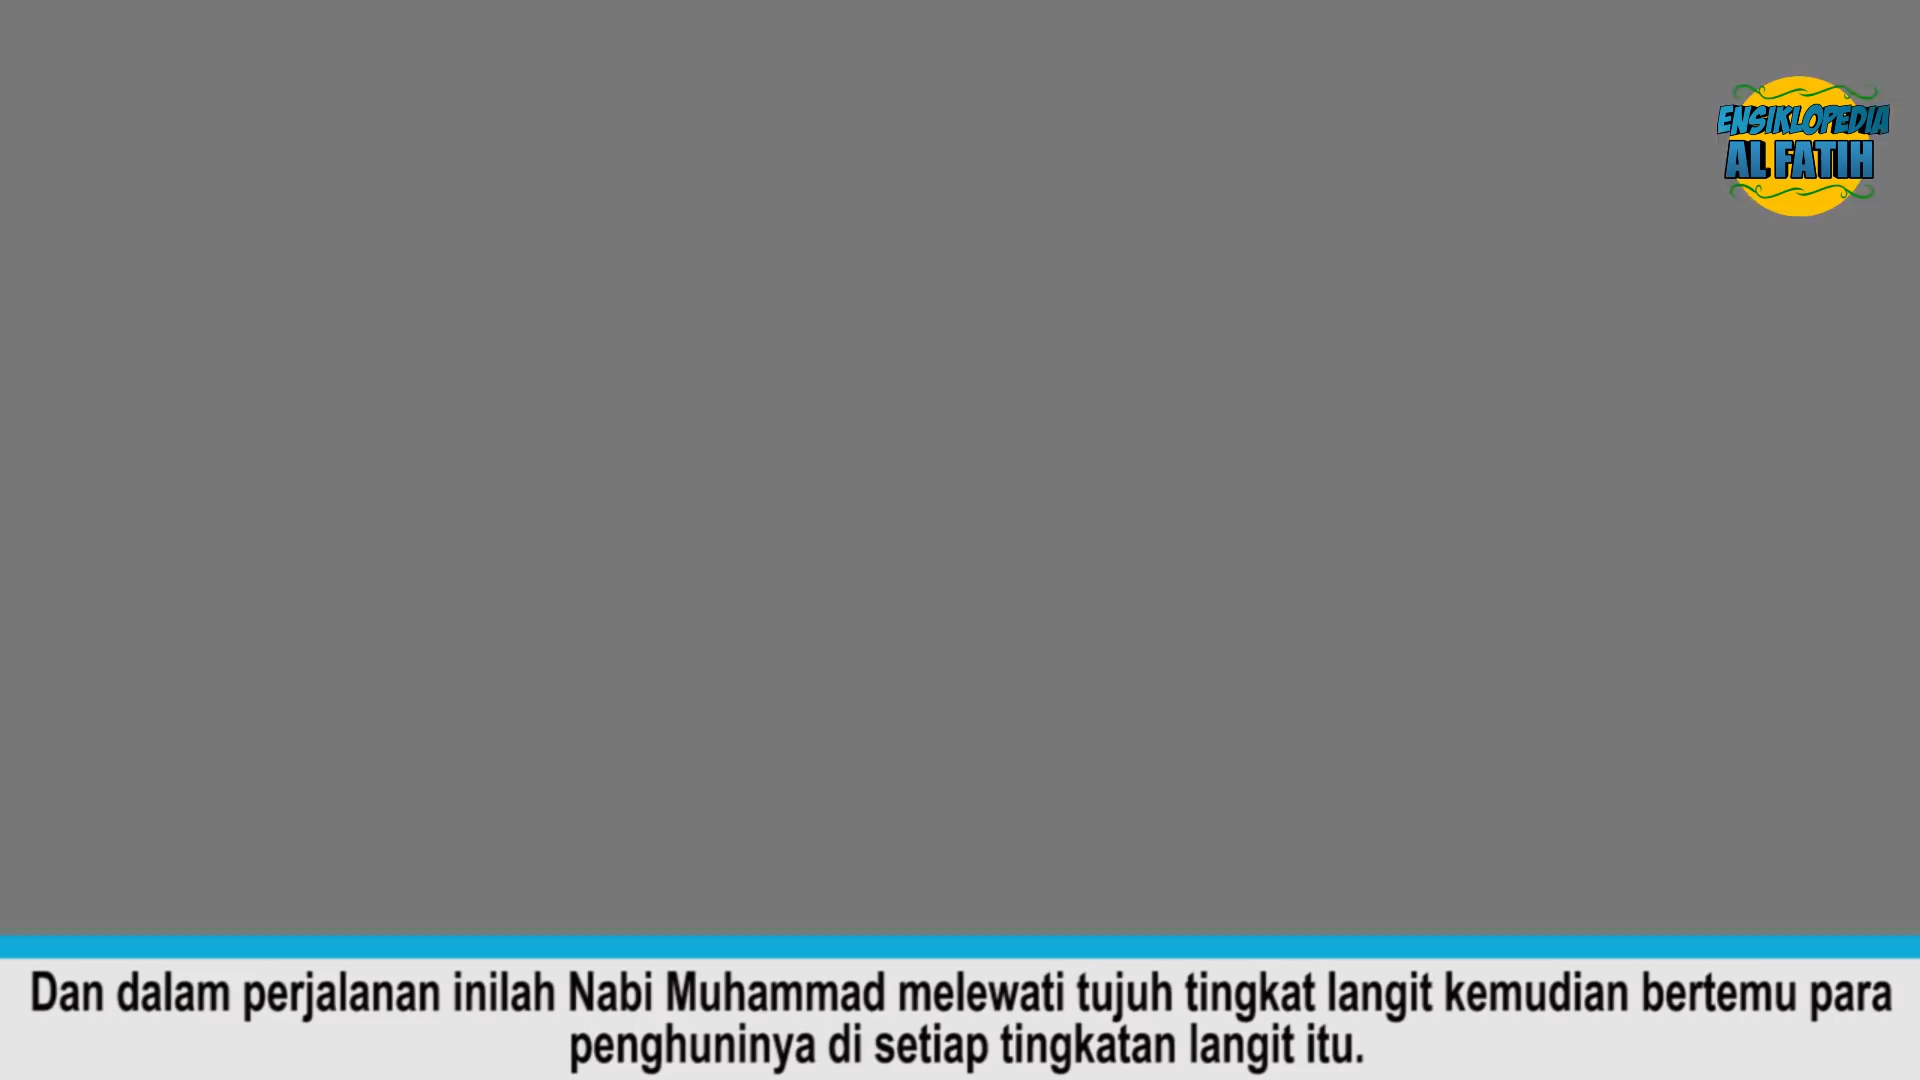 ENSIKLOPEDIA
AL FATIH
Dan dalam perjalanan inilah Nabi Muhammad melewati tujuh tingkat langit kemudian bertemu para
penghuninya di setiap tingkatan langit itu.